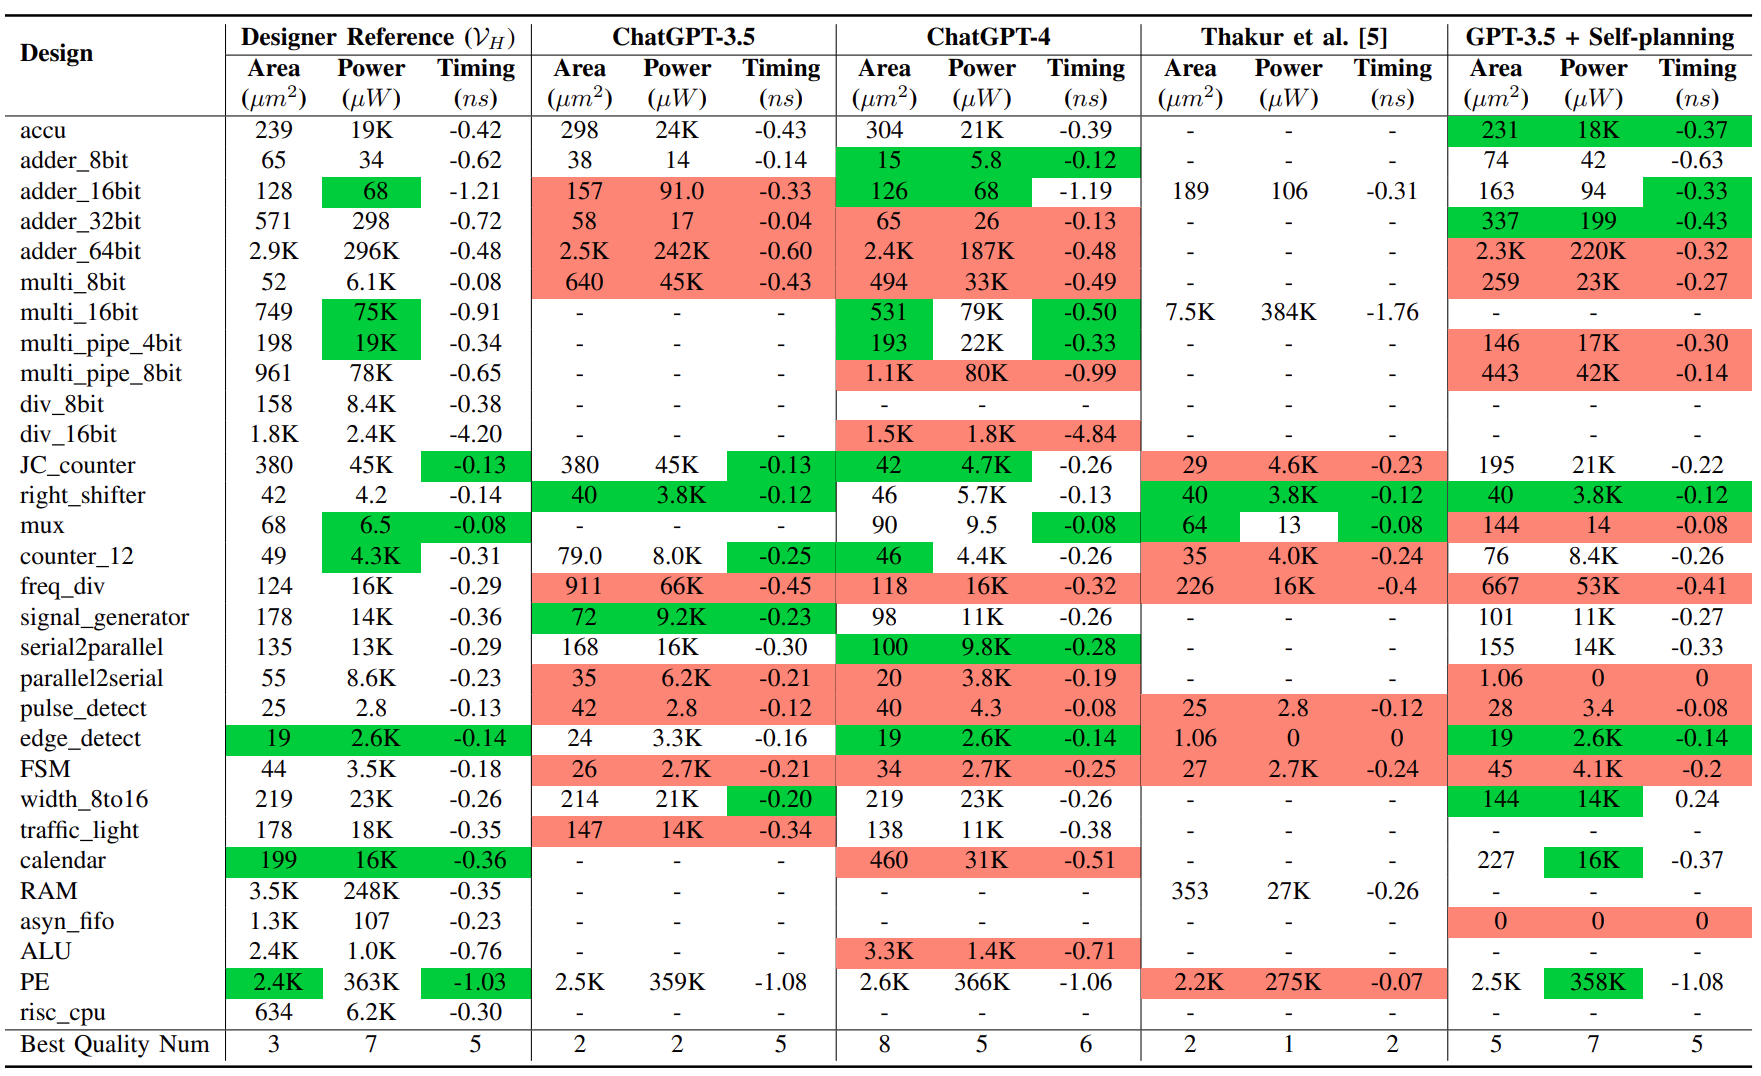 Design Designer Reference (𝒱H) ChatGPT-3.5 ChatGPT-4 Thakur et al. [5] GPT-3.5 + Self-planning
Area Power Timing Area Power Timing Area Power Timing Area Power Timing Area Power Timing
(μm²) (μW) (ns) (μm²) (μW) (ns) (μm²) (μW) (ns) (μm²) (μW) (ns) (μm²) (μW) (ns)
accu 239 19K -0.42 298 24K -0.43 304 21K -0.39 - - - 231 18K -0.37
adder_8bit 65 34 -0.62 38 14 -0.14 15 5.8 -0.12 - - - 74 42 -0.63
adder_16bit 128 68 -1.21 157 91.0 -0.33 126 68 -1.19 189 106 -0.31 163 94 -0.33
adder_32bit 571 298 -0.72 58 17 -0.04 65 26 -0.13 - - - 337 199 -0.43
adder_64bit 2.9K 296K -0.48 2.5K 242K -0.60 2.4K 187K -0.48 - - - 2.3K 220K -0.32
multi_8bit 52 6.1K -0.08 640 45K -0.43 494 33K -0.49 - - - 259 23K -0.27
multi_16bit 749 75K -0.91 - - - 531 79K -0.50 7.5K 384K -1.76 - - -
multi_pipe_4bit 198 19K -0.34 - - - 193 22K -0.33 - - - 146 17K -0.30
multi_pipe_8bit 961 78K -0.65 - - - 1.1K 80K -0.99 - - - 443 42K -0.14
div_8bit 158 8.4K -0.38 - - - - - - - - - - - -
div_16bit 1.8K 2.4K -4.20 - - - 1.5K 1.8K -4.84 - - - - - -
JC_counter 380 45K -0.13 380 45K -0.13 42 4.7K -0.26 29 4.6K -0.23 195 21K -0.22
right_shifter 42 4.2 -0.14 40 3.8K -0.12 46 5.7K -0.13 40 3.8K -0.12 40 3.8K -0.12
mux 68 6.5 -0.08 - - - 90 9.5 -0.08 64 13 -0.08 144 14 -0.08
counter_12 49 4.3K -0.31 79.0 8.0K -0.25 46 4.4K -0.26 35 4.0K -0.24 76 8.4K -0.26
freq_div 124 16K -0.29 911 66K -0.45 118 16K -0.32 226 16K -0.4 667 53K -0.41
signal_generator 178 14K -0.36 72 9.2K -0.23 98 11K -0.26 - - - 101 11K -0.27
serial2parallel 135 13K -0.29 168 16K -0.30 100 9.8K -0.28 - - - 155 14K -0.33
parallel2serial 55 8.6K -0.23 35 6.2K -0.21 20 3.8K -0.19 - - - 1.06 0 0
pulse_detect 25 2.8 -0.13 42 2.8 -0.12 40 4.3 -0.08 25 2.8 -0.12 28 3.4 -0.08
edge_detect 19 2.6K -0.14 24 3.3K -0.16 19 2.6K -0.14 1.06 0 0 19 2.6K -0.14
FSM 44 3.5K -0.18 26 2.7K -0.21 34 2.7K -0.25 27 2.7K -0.24 45 4.1K -0.2
width_8to16 219 23K -0.26 214 21K -0.20 219 23K -0.26 - - - 144 14K 0.24
traffic_light 178 18K -0.35 147 14K -0.34 138 11K -0.38 - - - - - -
calendar 199 16K -0.36 - - - 460 31K -0.51 - - - 227 16K -0.37
RAM 3.5K 248K -0.35 - - - - - - 353 27K -0.26 - - -
asyn_fifo 1.3K 107 -0.23 - - - - - - - - - 0 0 0
ALU 2.4K 1.0K -0.76 - - - 3.3K 1.4K -0.71 - - - - - -
PE 2.4K 363K -1.03 2.5K 359K -1.08 2.6K 366K -1.06 2.2K 275K -0.07 2.5K 358K -1.08
risc_cpu 634 6.2K -0.30 - - - - - - - - - - - -
Best Quality Num 3 7 5 2 2 5 8 5 6 2 1 2 5 7 5